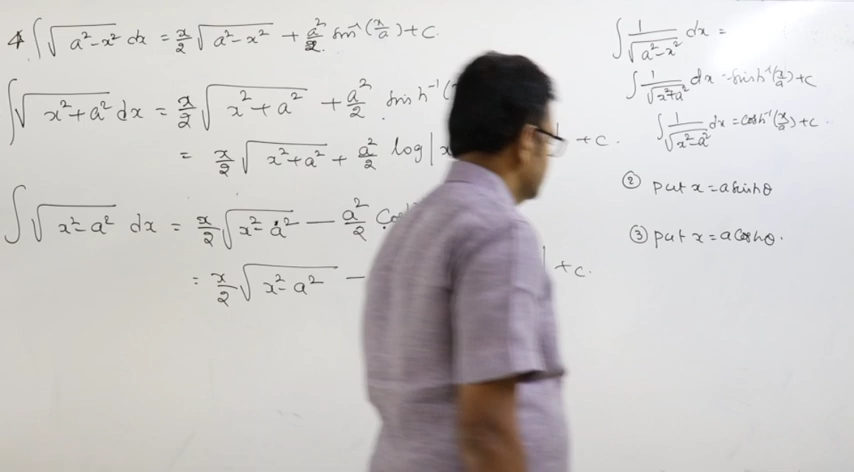 4 ∫ √(a²-x²) dx = x/2 √(a²-x²) + a²/2 sin⁻¹(x/a) + c.
∫ √(x²+a²) dx = x/2 √(x²+a²) + a²/2 sinh⁻¹(
= x/2 √(x²+a²) + a²/2 log|x + c.
∫ √(x²-a²) dx = x/2 √(x²-a²) — a²/2 Cos
= x/2 √(x²-a²) — | + c.
∫ 1/√(a²-x²) dx =
∫ 1/√(x²+a²) dx = sinh⁻¹(x/a) + c
∫ 1/√(x²-a²) dx = cosh⁻¹(x/a) + c.
② put x = a sinhθ
③ put x = a coshθ.